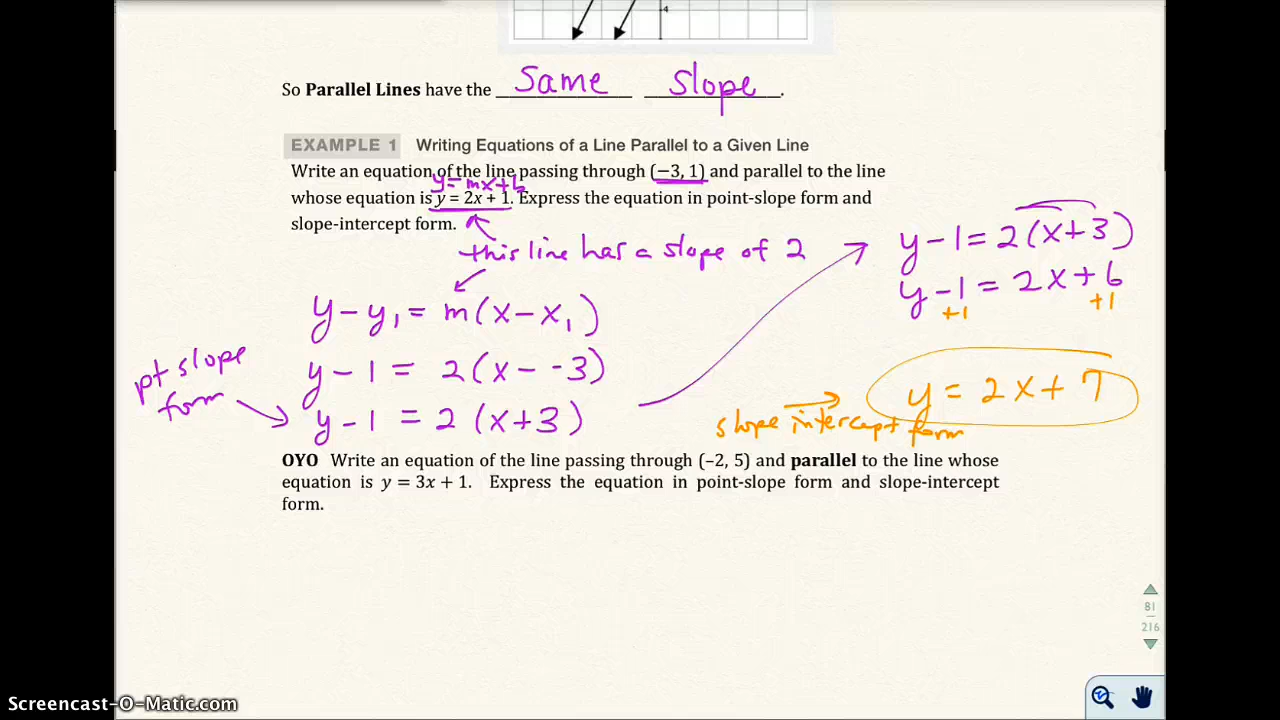 4
So Parallel Lines have the Same Slope.
EXAMPLE 1 Writing Equations of a Line Parallel to a Given Line
Write an equation of the line passing through (−3, 1) and parallel to the line
y=mx+b
whose equation is y = 2x + 1. Express the equation in point-slope form and
slope-intercept form.
this line has a slope of 2
y-y₁ = m(x-x₁)
y-1 = 2(x--3)
pt slope
form
y-1 = 2(x+3)
y-1=2(x+3)
y-1=2x+6
+1 +1
y=2x+7
slope intercept form
OYO Write an equation of the line passing through (–2, 5) and parallel to the line whose
equation is y = 3x + 1. Express the equation in point-slope form and slope-intercept
form.
81
216
Screencast-O-Matic.com